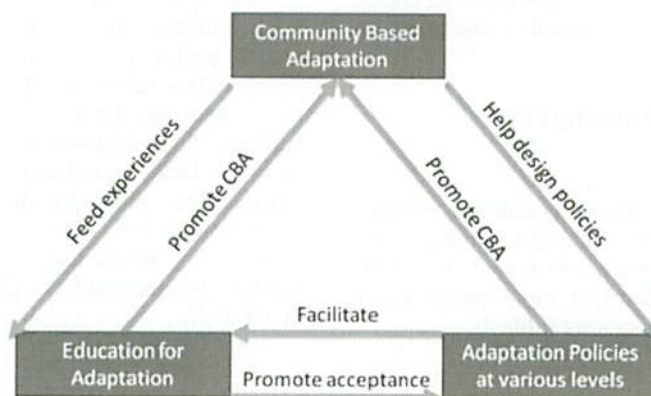 Community Based
Adaptation
Feed experiences
Promote CBA
Promote CBA
Help design policies
Facilitate
Education for
Adaptation
Promote acceptance
Adaptation Policies
at various levels